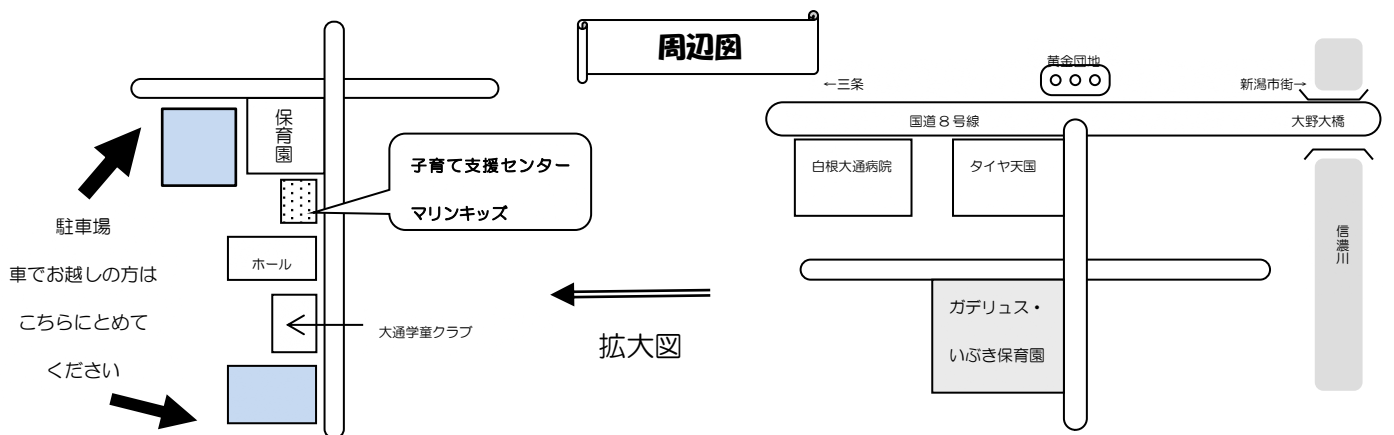 周辺図
保育園
子育て支援センター
マリンキッズ
駐車場
車でお越しの方は
こちらにとめて
ください
ホール
大通学童クラブ
拡大図
←三条
黄金団地
新潟市街→
国道８号線
大野大橋
白根大通病院
タイヤ天国
信濃川
ガデリュス・
いぶき保育園